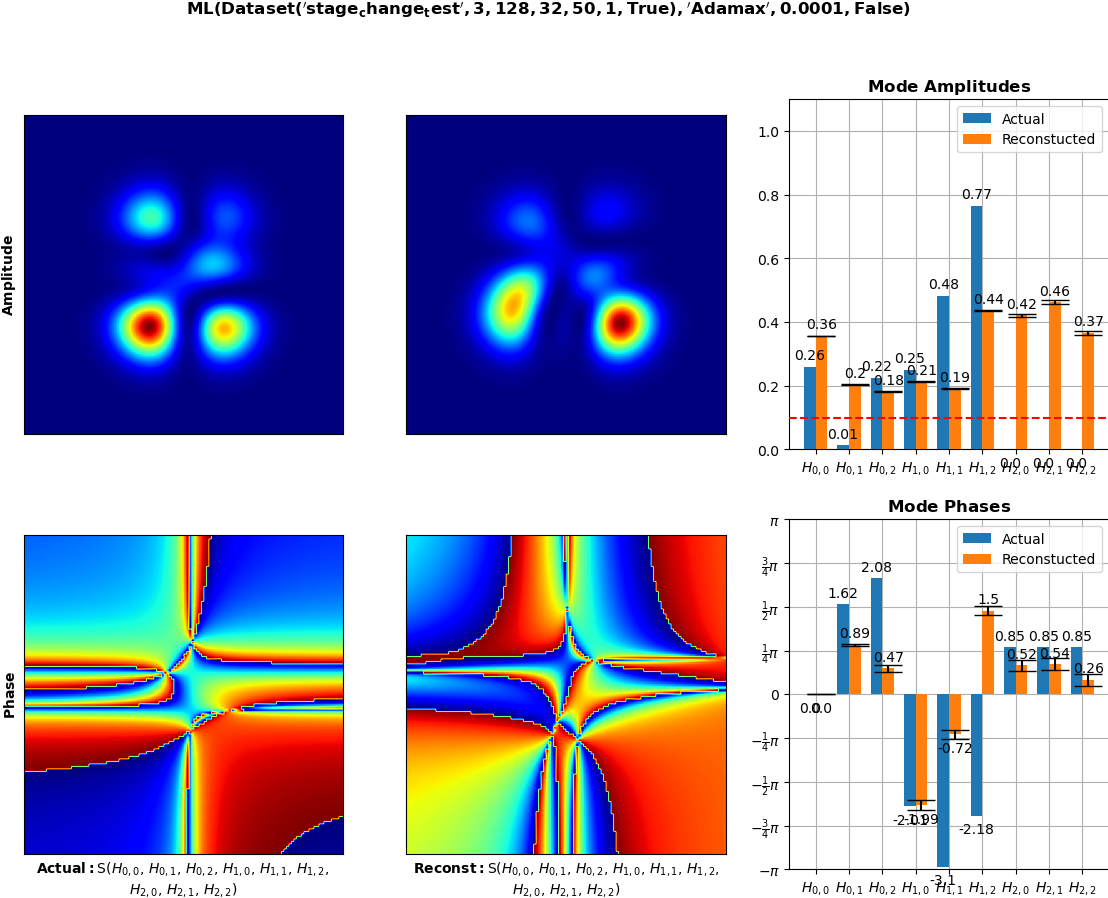 ML(Dataset(′stage_change_test′, 3, 128, 32, 50, 1, True), ′Adamax′, 0.0001, False)
Amplitude
Mode Amplitudes
Actual
Reconstucted
1.0
0.8
0.6
0.4
0.2
0.0
0.26
0.36
0.01
0.2
0.22
0.18
0.25
0.21
0.48
0.19
0.77
0.44
0.0
0.42
0.0
0.46
0.0
0.37
H0,0 H0,1 H0,2 H1,0 H1,1 H1,2 H2,0 H2,1 H2,2
Phase
Mode Phases
Actual
Reconstucted
π
3/4π
1/2π
1/4π
0
−1/4π
−1/2π
−3/4π
−π
0.0
0.0
1.62
0.89
2.08
0.47
-2.01
-1.99
-3.1
-0.72
-2.18
1.5
0.85
0.52
0.85
0.54
0.85
0.26
H0,0 H0,1 H0,2 H1,0 H1,1 H1,2 H2,0 H2,1 H2,2
Actual: S(H0,0, H0,1, H0,2, H1,0, H1,1, H1,2,
H2,0, H2,1, H2,2)
Reconst: S(H0,0, H0,1, H0,2, H1,0, H1,1, H1,2,
H2,0, H2,1, H2,2)